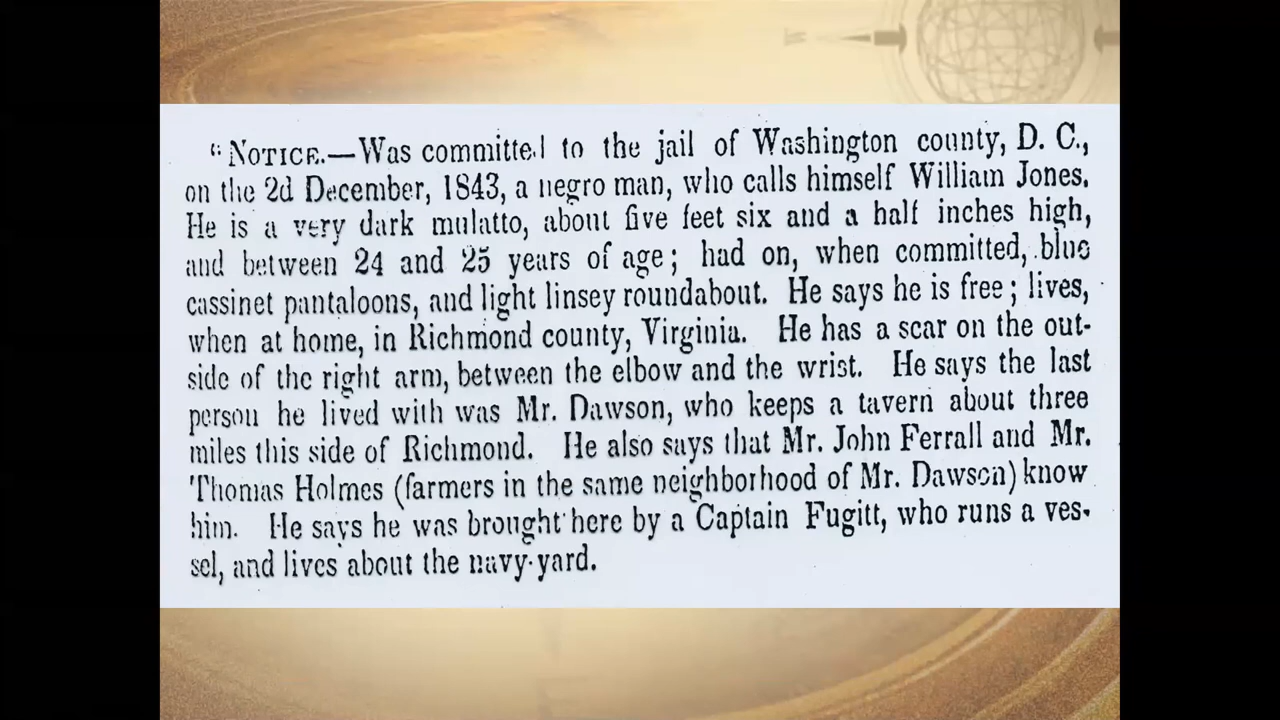 “NOTICE.—Was committed to the jail of Washington county, D. C.,
on the 2d December, 1843, a negro man, who calls himself William Jones.
He is a very dark mulatto, about five feet six and a half inches high,
and between 24 and 25 years of age; had on, when committed, blue
cassinet pantaloons, and light linsey roundabout. He says he is free; lives,
when at home, in Richmond county, Virginia. He has a scar on the out-
side of the right arm, between the elbow and the wrist. He says the last
person he lived with was Mr. Dawson, who keeps a tavern about three
miles this side of Richmond. He also says that Mr. John Ferrall and Mr.
Thomas Holmes (farmers in the same neighborhood of Mr. Dawson) know
him. He says he was brought here by a Captain Fugitt, who runs a ves-
sel, and lives about the navy-yard.